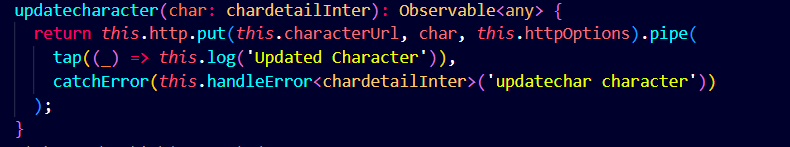 updatecharacter(char: chardetailInter): Observable<any> {
return this.http.put(this.characterUrl, char, this.httpOptions).pipe(
tap((_) => this.log('Updated Character')),
catchError(this.handleError<chardetailInter>('updatechar character'))
);
}